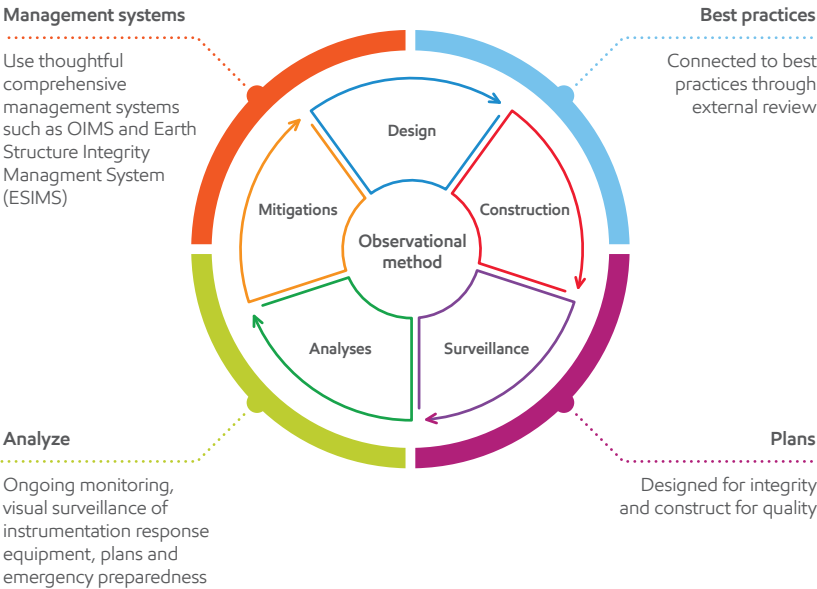 Management systems
Use thoughtful
comprehensive
management systems
such as OIMS and Earth
Structure Integrity
Managment System
(ESIMS)
Best practices
Connected to best
practices through
external review
Design
Mitigations
Construction
Observational
method
Analyses
Surveillance
Analyze
Ongoing monitoring,
visual surveillance of
instrumentation response
equipment, plans and
emergency preparedness
Plans
Designed for integrity
and construct for quality